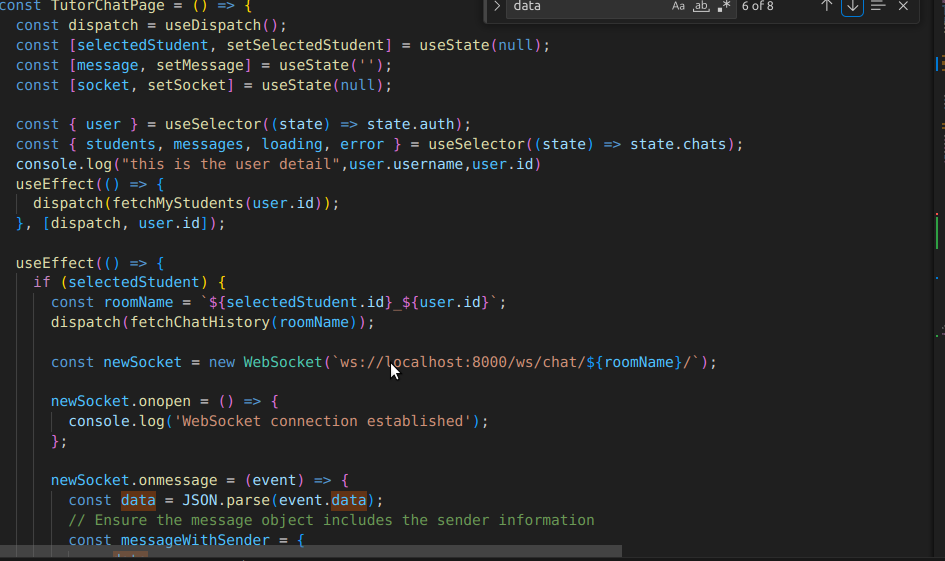 const TutorChatPage = () => {
data
Aa ab .* 6 of 8
const dispatch = useDispatch();
const [selectedStudent, setSelectedStudent] = useState(null);
const [message, setMessage] = useState('');
const [socket, setSocket] = useState(null);
const { user } = useSelector((state) => state.auth);
const { students, messages, loading, error } = useSelector((state) => state.chats);
console.log("this is the user detail",user.username,user.id)
useEffect(() => {
dispatch(fetchMyStudents(user.id));
}, [dispatch, user.id]);
useEffect(() => {
if (selectedStudent) {
const roomName = `${selectedStudent.id}_${user.id}`;
dispatch(fetchChatHistory(roomName));
const newSocket = new WebSocket(`ws://localhost:8000/ws/chat/${roomName}/`);
newSocket.onopen = () => {
console.log('WebSocket connection established');
};
newSocket.onmessage = (event) => {
const data = JSON.parse(event.data);
// Ensure the message object includes the sender information
const messageWithSender = {